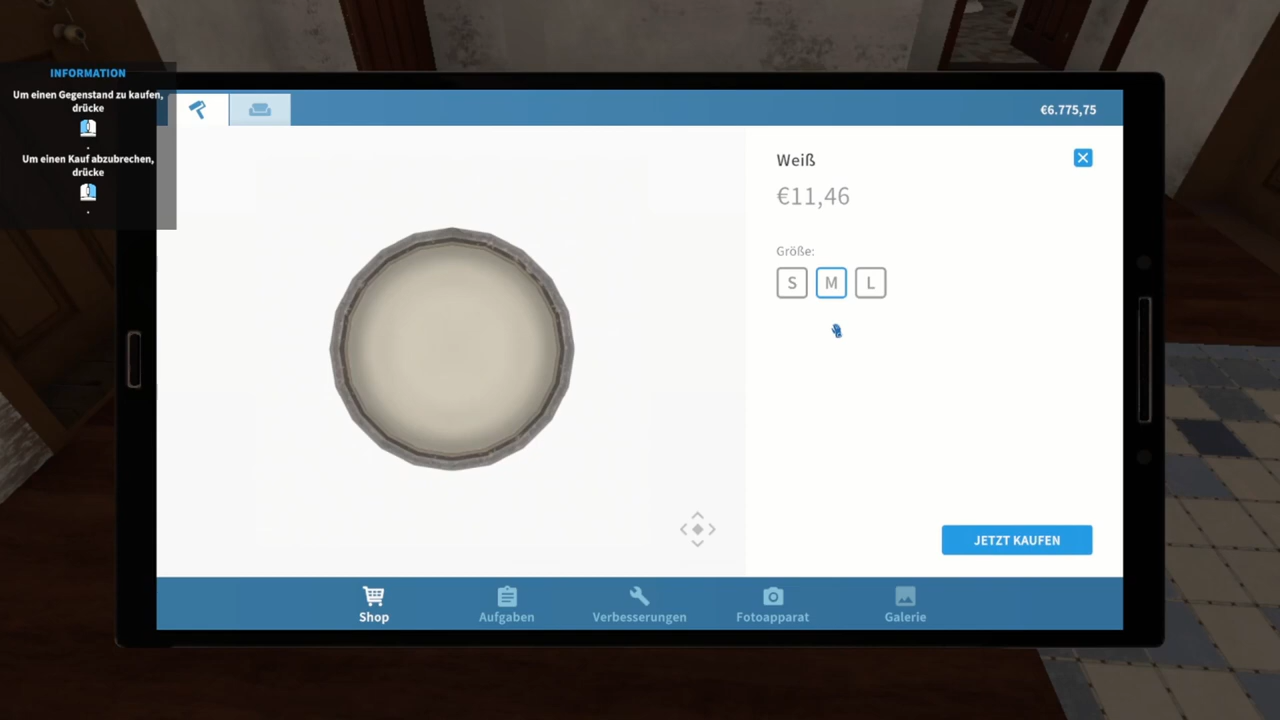 INFORMATION
Um einen Gegenstand zu kaufen,
drücke
.
Um einen Kauf abzubrechen,
drücke
.
€6.775,75
Weiß
€11,46
Größe:
S M L
JETZT KAUFEN
Shop Aufgaben Verbesserungen Fotoapparat Galerie